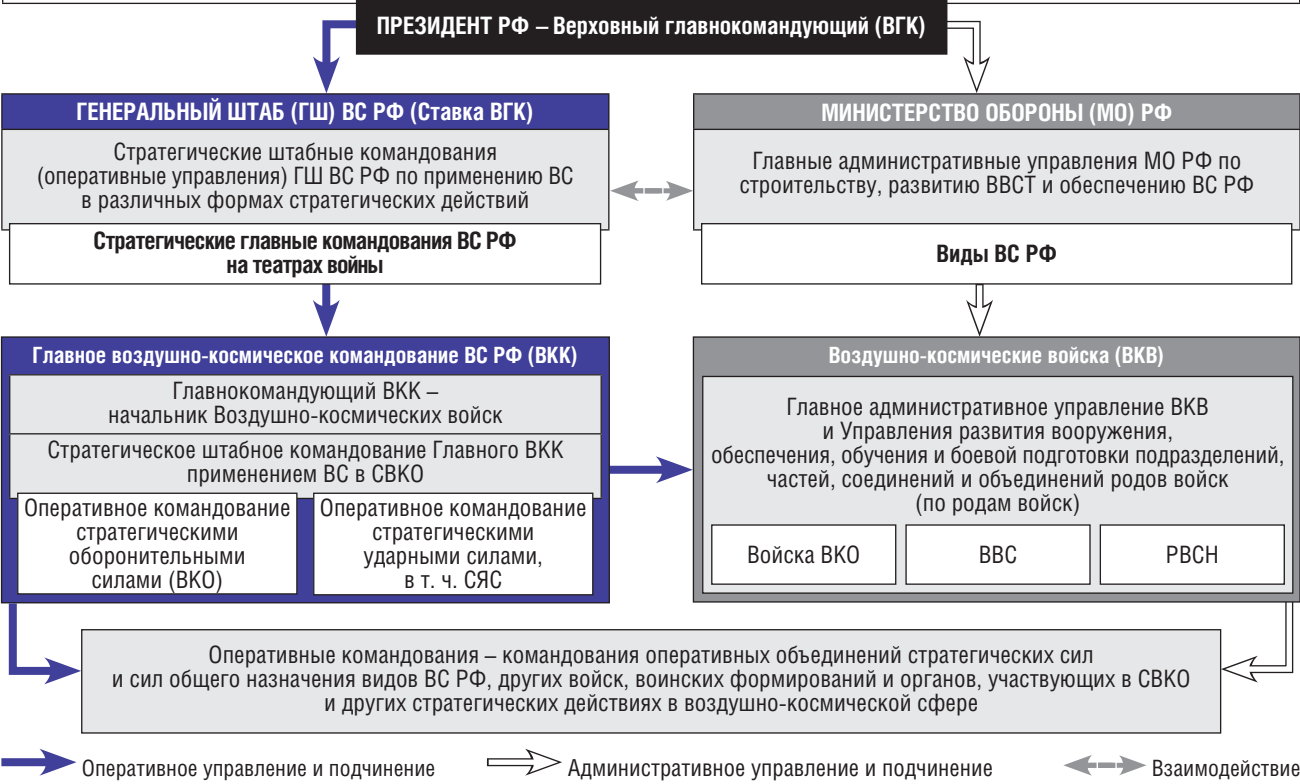 ПРЕЗИДЕНТ РФ – Верховный главнокомандующий (ВГК)
ГЕНЕРАЛЬНЫЙ ШТАБ (ГШ) ВС РФ (Ставка ВГК)
Стратегические штабные командования
(оперативные управления) ГШ ВС РФ по применению ВС
в различных формах стратегических действий
Стратегические главные командования ВС РФ
на театрах войны
МИНИСТЕРСТВО ОБОРОНЫ (МО) РФ
Главные административные управления МО РФ по
строительству, развитию ВВСТ и обеспечению ВС РФ
Виды ВС РФ
Главное воздушно-космическое командование ВС РФ (ВКК)
Главнокомандующий ВКК –
начальник Воздушно-космических войск
Стратегическое штабное командование Главного ВКК
применением ВС в СВКО
Оперативное командование
стратегическими
оборонительными
силами (ВКО)
Оперативное командование
стратегическими
ударными силами,
в т. ч. СЯС
Воздушно-космические войска (ВКВ)
Главное административное управление ВКВ
и Управления развития вооружения,
обеспечения, обучения и боевой подготовки подразделений,
частей, соединений и объединений родов войск
(по родам войск)
Войска ВКО
ВВС
РВСН
Оперативные командования – командования оперативных объединений стратегических сил
и сил общего назначения видов ВС РФ, других войск, воинских формирований и органов, участвующих в СВКО
и других стратегических действиях в воздушно-космической сфере
Оперативное управление и подчинение
Административное управление и подчинение
Взаимодействие